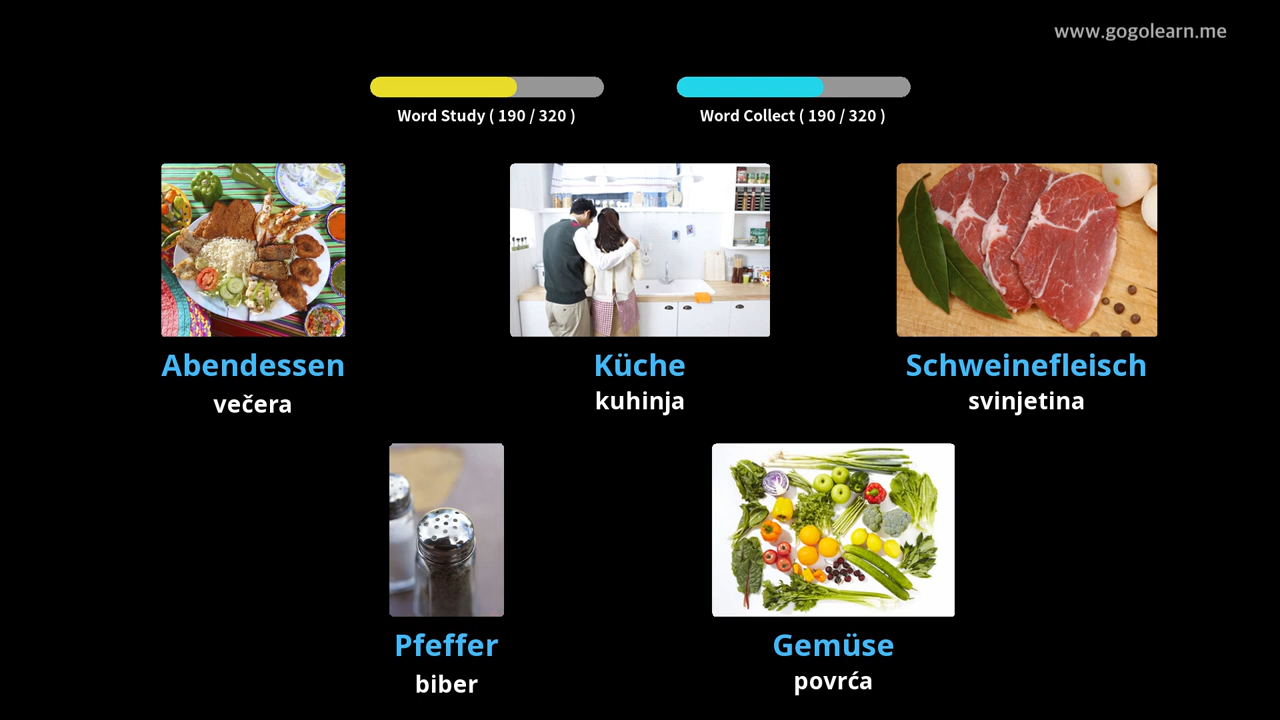 www.gogolearn.me
Word Study ( 190 / 320 )
Word Collect ( 190 / 320 )
Abendessen
večera
Küche
kuhinja
Schweinefleisch
svinjetina
Pfeffer
biber
Gemüse
povrća